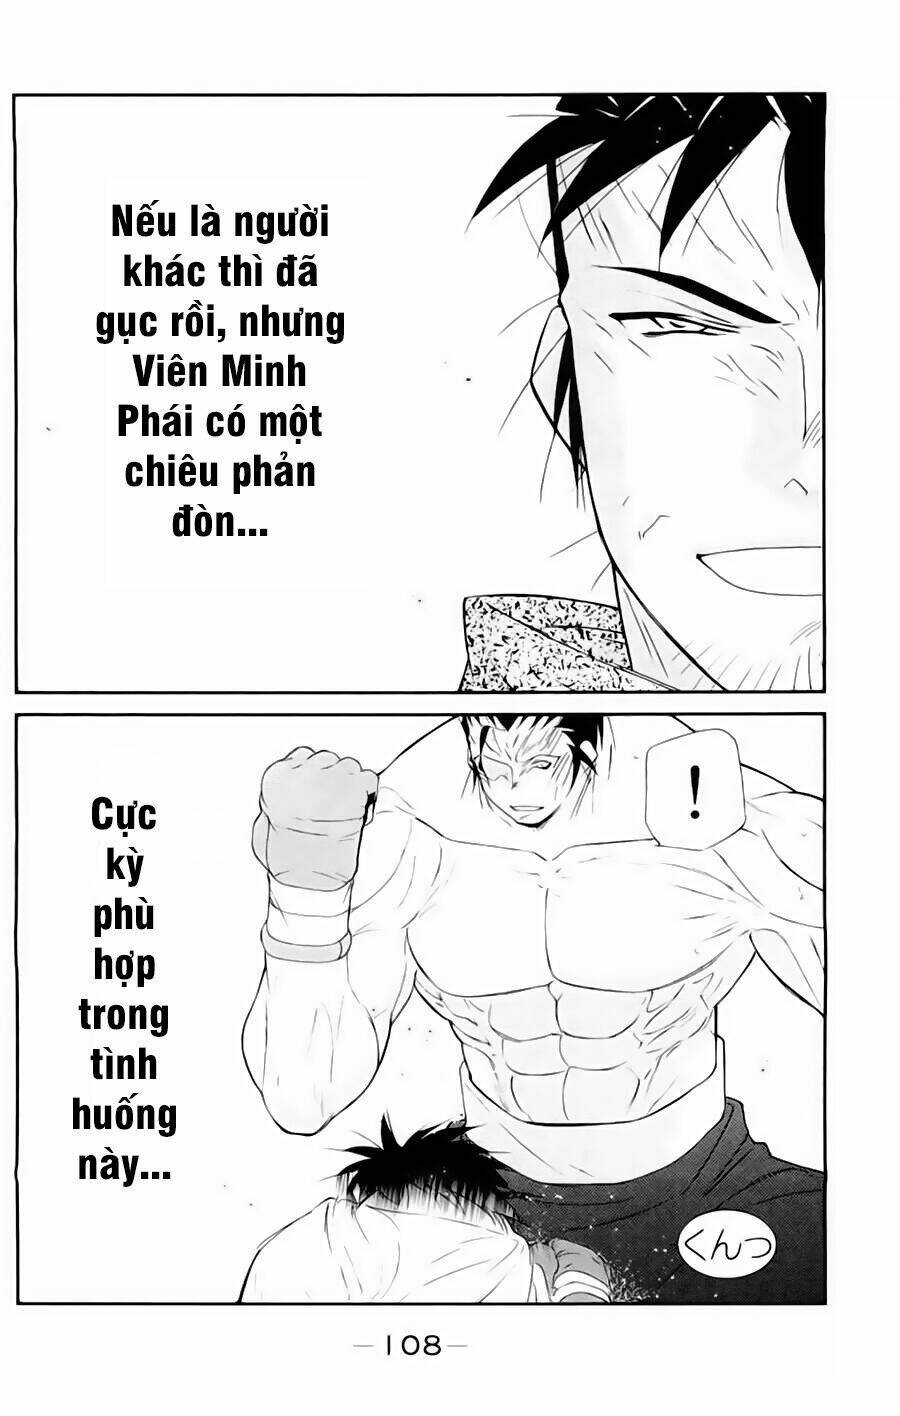 Nếu là người
khác thì đã
gục rồi, nhưng
Viên Minh
Phái có một
chiêu phản
đòn...
!
Cực
kỳ
phù
hợp
trong
tình
huống
này...
くんっ
－108－